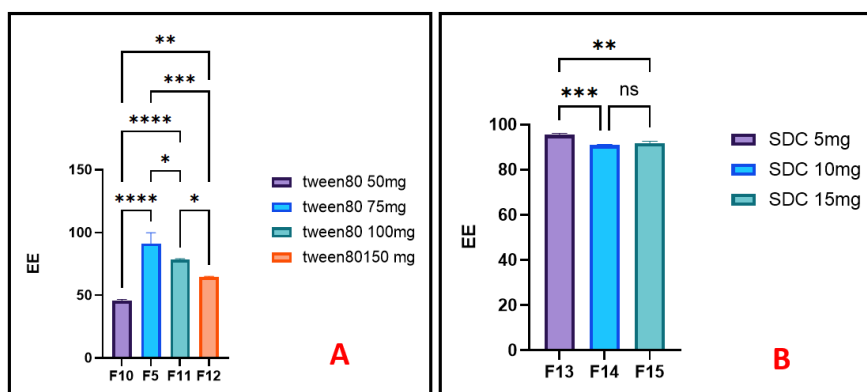 **
***
****
*
****
*
150
100
50
0
EE
F10 F5 F11 F12
tween80 50mg
tween80 75mg
tween80 100mg
tween80150 mg
A
**
***
ns
100
80
60
40
20
0
EE
F13 F14 F15
SDC 5mg
SDC 10mg
SDC 15mg
B